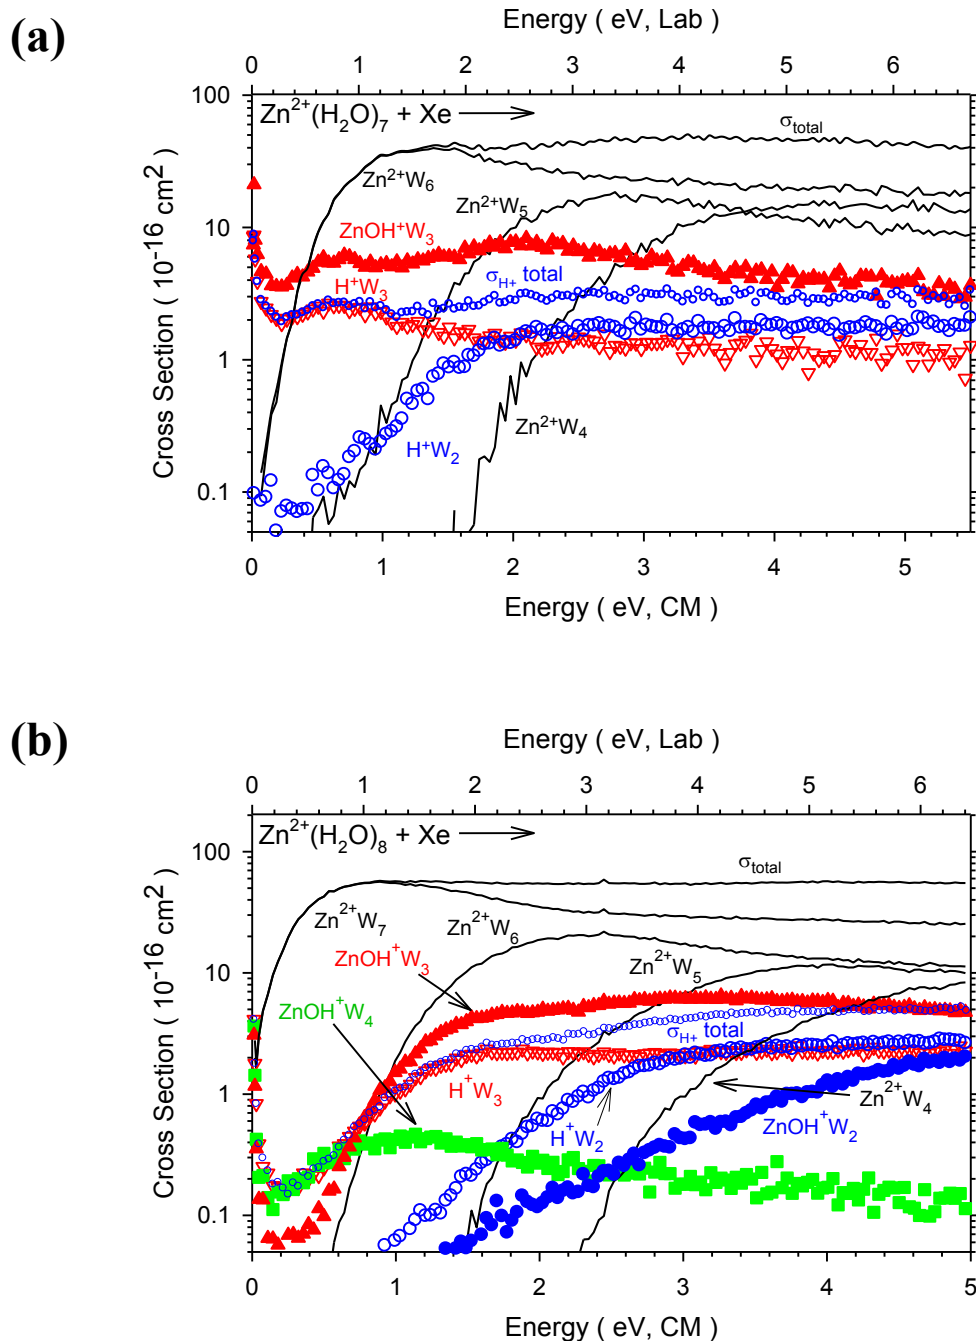 (a)
Energy ( eV, Lab )
0 1 2 3 4 5 6
Zn²⁺(H₂O)₇ + Xe ⟶
σtotal
Zn²⁺W₆
Zn²⁺W₅
ZnOH⁺W₃
σH+ total
H⁺W₃
Zn²⁺W₄
H⁺W₂
100
10
1
0.1
Cross Section ( 10⁻¹⁶ cm² )
0 1 2 3 4 5
Energy ( eV, CM )
(b)
Energy ( eV, Lab )
0 1 2 3 4 5 6
Zn²⁺(H₂O)₈ + Xe ⟶
σtotal
Zn²⁺W₇
Zn²⁺W₆
ZnOH⁺W₃
Zn²⁺W₅
ZnOH⁺W₄
σH+ total
H⁺W₃
Zn²⁺W₄
H⁺W₂
ZnOH⁺W₂
100
10
1
0.1
Cross Section ( 10⁻¹⁶ cm² )
0 1 2 3 4 5
Energy ( eV, CM )